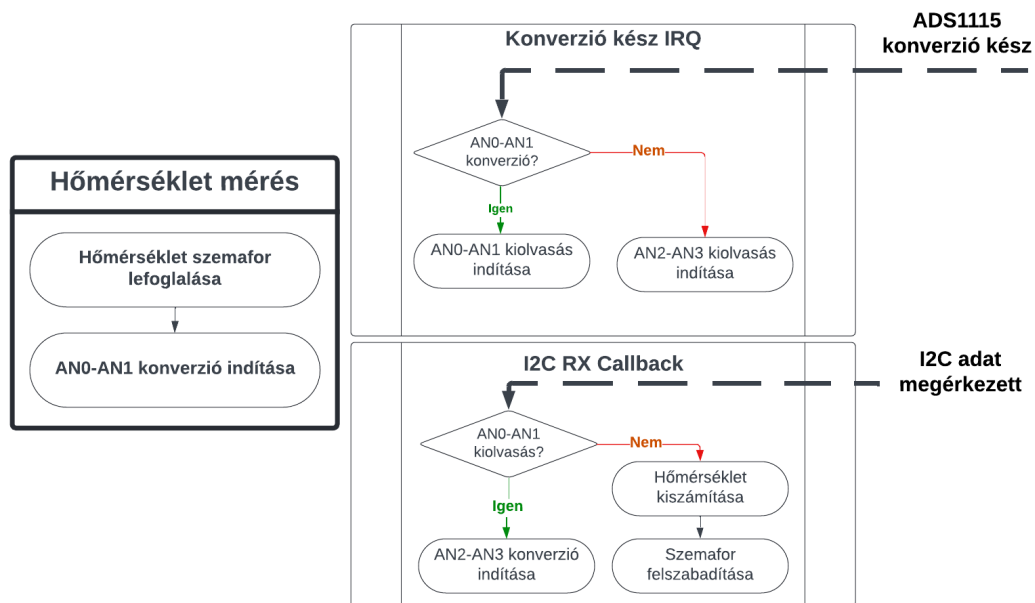 Hőmérséklet mérés
Hőmérséklet szemafor
lefoglalása
AN0-AN1 konverzió indítása
Konverzió kész IRQ
ADS1115
konverzió kész
AN0-AN1
konverzió?
Nem
Igen
AN0-AN1 kiolvasás
indítása
AN2-AN3 kiolvasás
indítása
I2C RX Callback
I2C adat
megérkezett
AN0-AN1
kiolvasás?
Nem
Igen
Hőmérséklet
kiszámítása
AN2-AN3 konverzió
indítása
Szemafor
felszabadítása